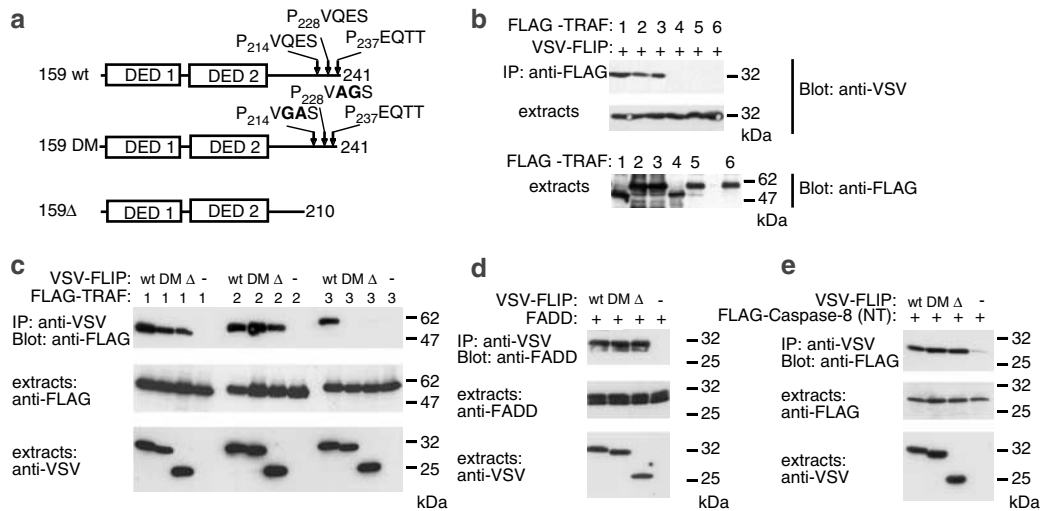 a
P228VQES
P214VQES
P237EQTT
159 wt
DED 1
DED 2
241
P228VAGS
P214VGAS
P237EQTT
159 DM
DED 1
DED 2
241
159Δ
DED 1
DED 2
210
b
FLAG -TRAF: 1 2 3 4 5 6
VSV-FLIP: + + + + + +
IP: anti-FLAG
32
extracts
32
kDa
Blot: anti-VSV
FLAG -TRAF:
1 2 3 4 5 6
extracts
62
47
kDa
Blot: anti-FLAG
c
VSV-FLIP: wt DM Δ - wt DM Δ - wt DM Δ -
FLAG-TRAF: 1 1 1 1 2 2 2 2 3 3 3 3
IP: anti-VSV
Blot: anti-FLAG
62
47
extracts:
anti-FLAG
62
47
extracts:
anti-VSV
32
25
kDa
d
VSV-FLIP: wt DM Δ -
FADD: + + + +
IP: anti-VSV
Blot: anti-FADD
32
25
extracts:
anti-FADD
32
25
extracts:
anti-VSV
32
25
kDa
e
VSV-FLIP: wt DM Δ -
FLAG-Caspase-8 (NT): + + + +
IP: anti-VSV
Blot: anti-FLAG
32
25
extracts:
anti-FLAG
32
25
extracts:
anti-VSV
32
25
kDa